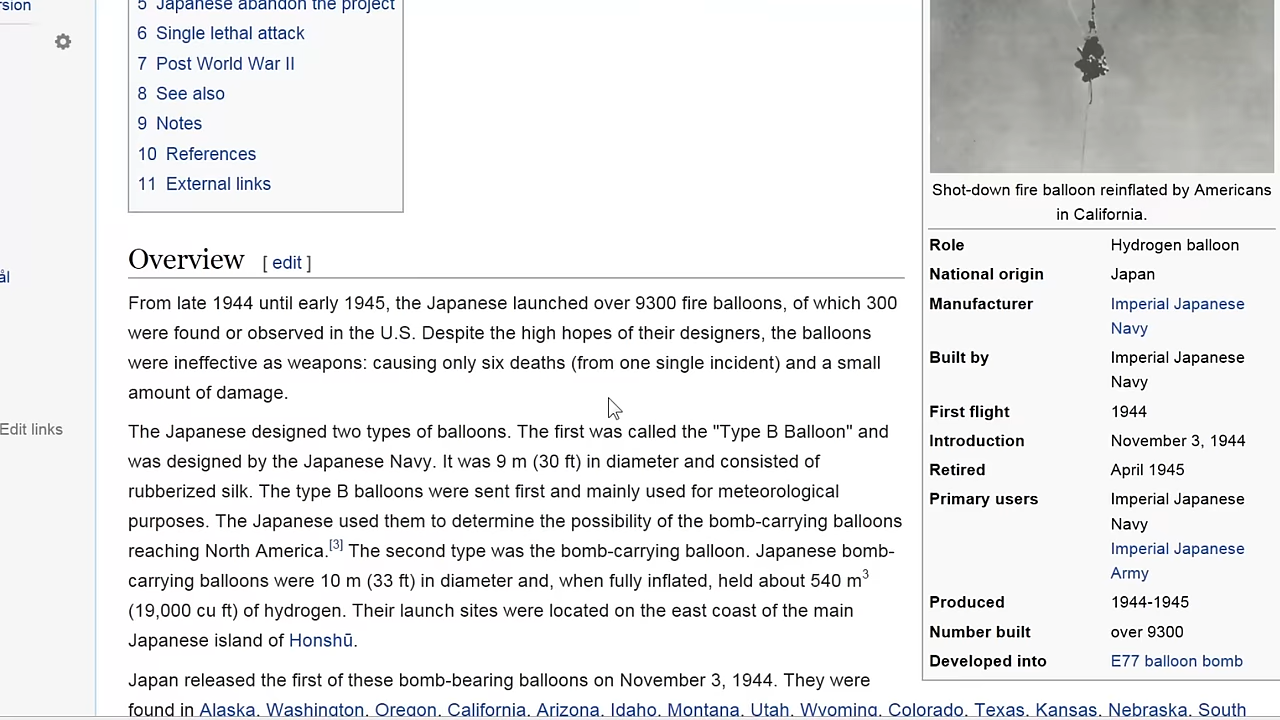 rsion
5 Japanese abandon the project
6 Single lethal attack
7 Post World War II
8 See also
9 Notes
10 References
11 External links
ål
Edit links
Overview [ edit ]
From late 1944 until early 1945, the Japanese launched over 9300 fire balloons, of which 300
were found or observed in the U.S. Despite the high hopes of their designers, the balloons
were ineffective as weapons: causing only six deaths (from one single incident) and a small
amount of damage.
The Japanese designed two types of balloons. The first was called the "Type B Balloon" and
was designed by the Japanese Navy. It was 9 m (30 ft) in diameter and consisted of
rubberized silk. The type B balloons were sent first and mainly used for meteorological
purposes. The Japanese used them to determine the possibility of the bomb-carrying balloons
reaching North America.[3] The second type was the bomb-carrying balloon. Japanese bomb-
carrying balloons were 10 m (33 ft) in diameter and, when fully inflated, held about 540 m3
(19,000 cu ft) of hydrogen. Their launch sites were located on the east coast of the main
Japanese island of Honshū.
Japan released the first of these bomb-bearing balloons on November 3, 1944. They were
found in Alaska, Washington, Oregon, California, Arizona, Idaho, Montana, Utah, Wyoming, Colorado, Texas, Kansas, Nebraska, South
Shot-down fire balloon reinflated by Americans
in California.
Role Hydrogen balloon
National origin Japan
Manufacturer Imperial Japanese
Navy
Built by Imperial Japanese
Navy
First flight 1944
Introduction November 3, 1944
Retired April 1945
Primary users Imperial Japanese
Navy
Imperial Japanese
Army
Produced 1944-1945
Number built over 9300
Developed into E77 balloon bomb